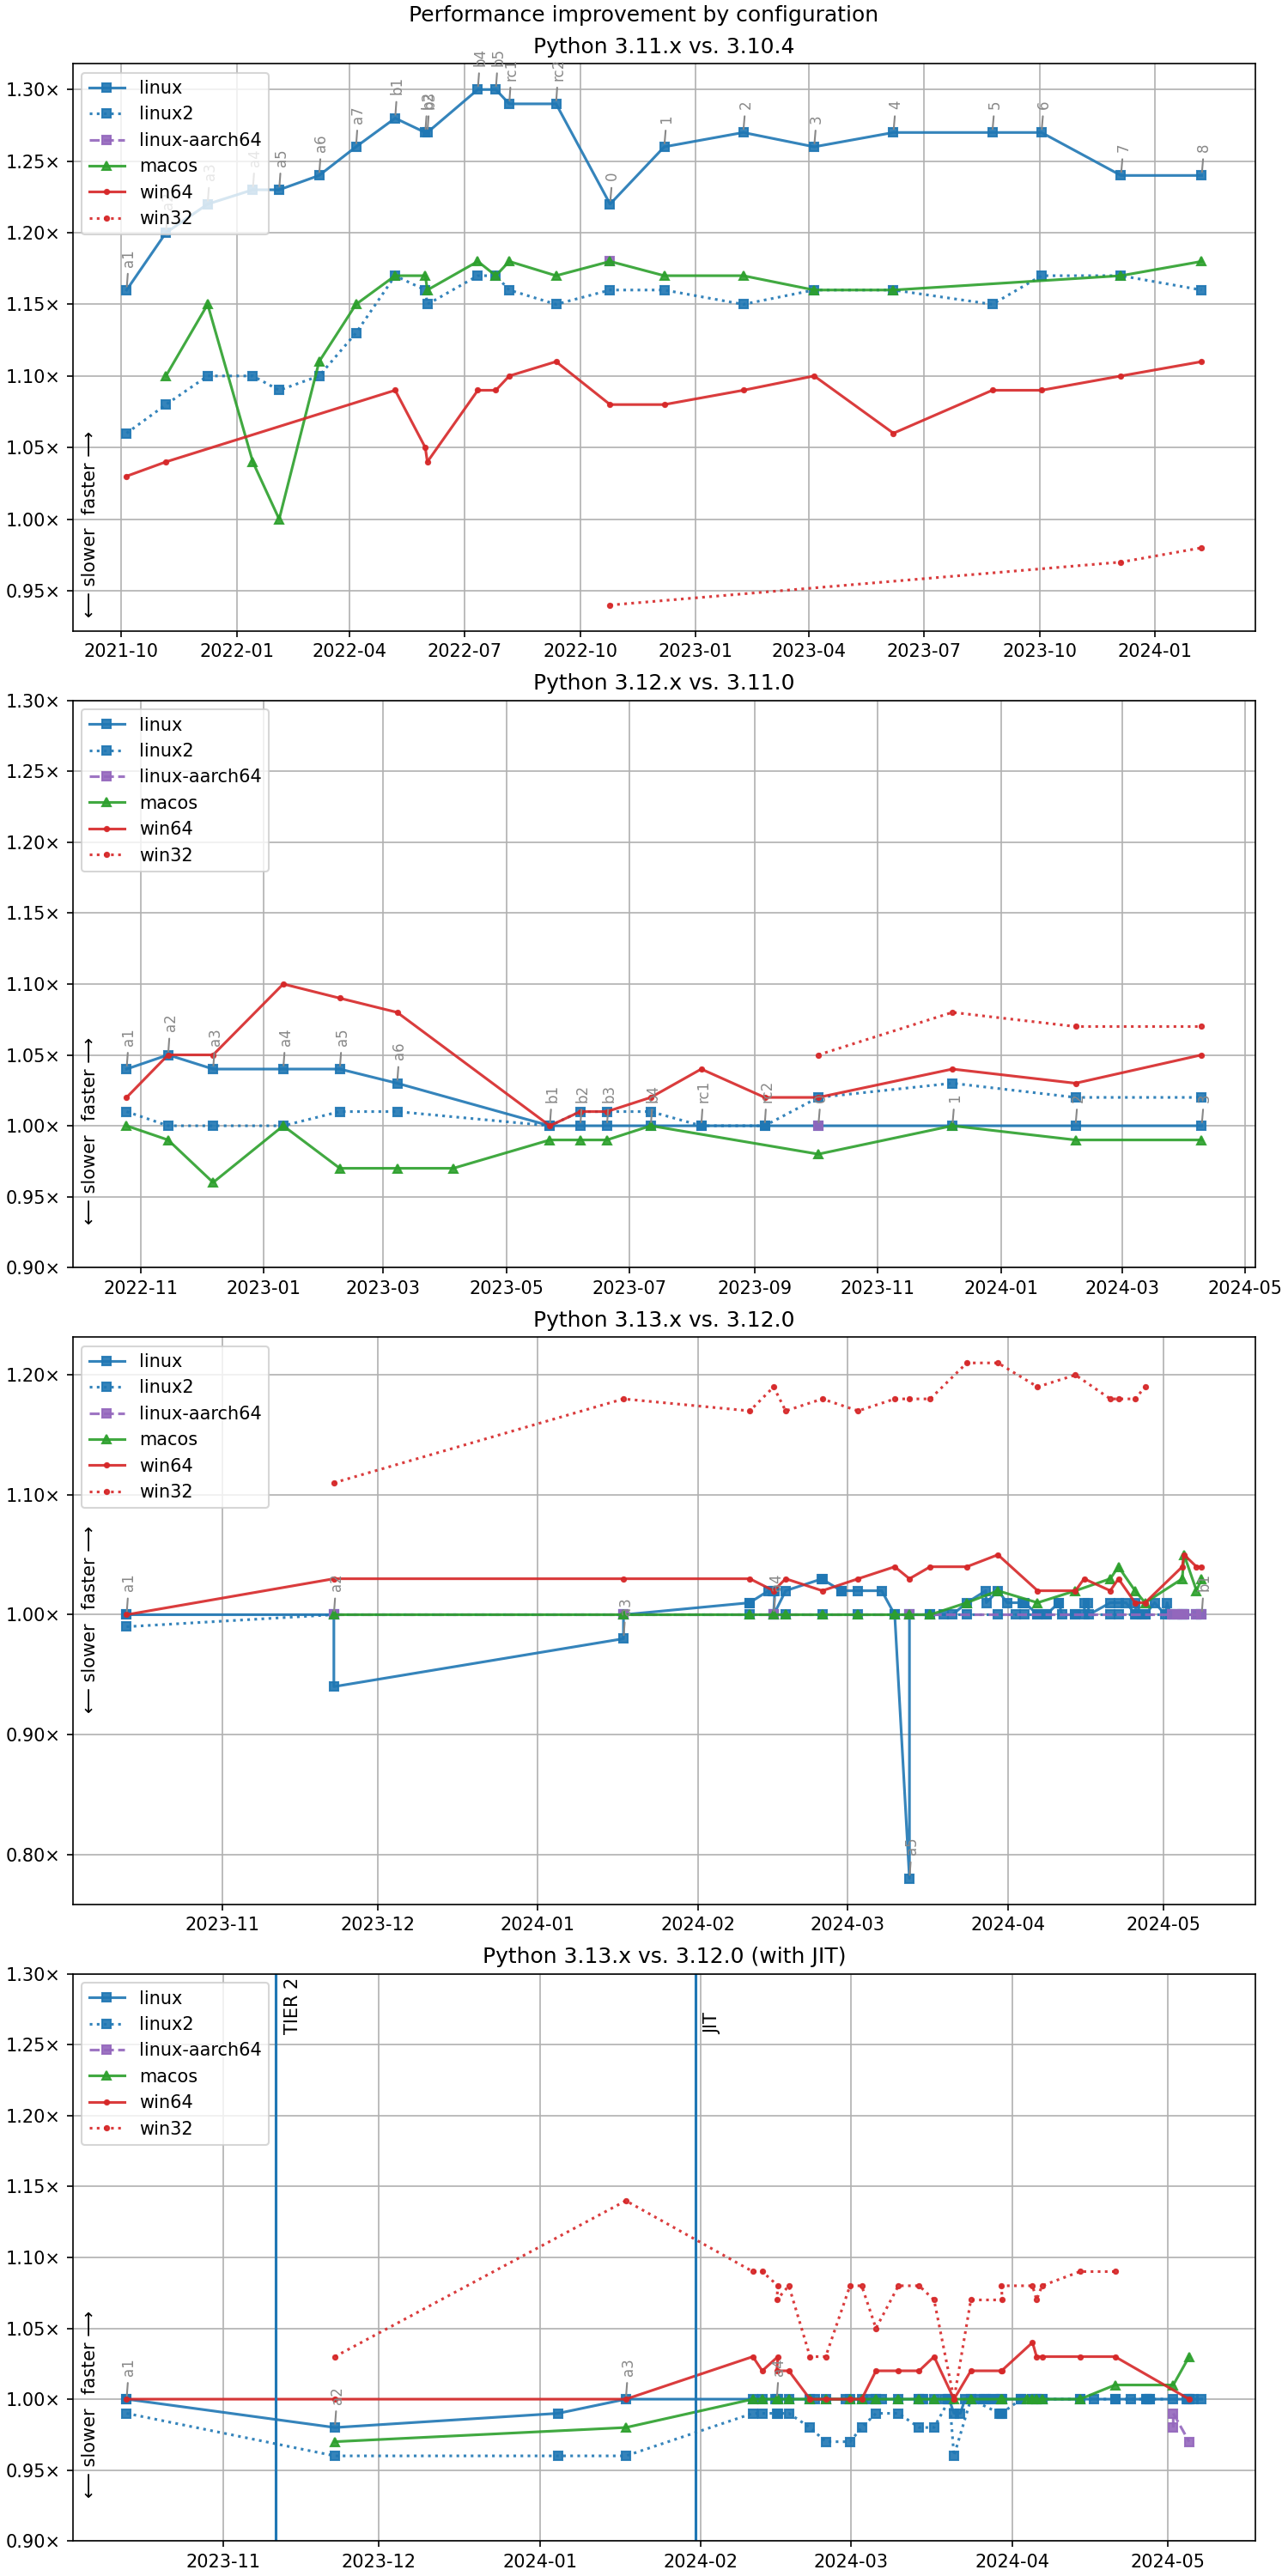 Performance improvement by configuration
Python 3.11.x vs. 3.10.4
1.30×
1.25×
1.20×
1.15×
1.10×
1.05×
1.00×
0.95×
⟵ slower faster ⟶
linux
linux2
linux-aarch64
macos
win64
win32
a1
a3
a4
a5
a6
a7
b1
b2
b4
b5
rc1
rc2
0
1
2
3
4
5
6
7
8
2021-10
2022-01
2022-04
2022-07
2022-10
2023-01
2023-04
2023-07
2023-10
2024-01
Python 3.12.x vs. 3.11.0
1.30×
1.25×
1.20×
1.15×
1.10×
1.05×
1.00×
0.95×
0.90×
⟵ slower faster ⟶
linux
linux2
linux-aarch64
macos
win64
win32
a1
a2
a3
a4
a5
a6
b1
b2
b3
b4
rc1
rc2
1
2022-11
2023-01
2023-03
2023-05
2023-07
2023-09
2023-11
2024-01
2024-03
2024-05
Python 3.13.x vs. 3.12.0
1.20×
1.10×
1.00×
0.90×
0.80×
⟵ slower faster ⟶
linux
linux2
linux-aarch64
macos
win64
win32
a1
a2
a3
a4
a5
b1
2023-11
2023-12
2024-01
2024-02
2024-03
2024-04
2024-05
Python 3.13.x vs. 3.12.0 (with JIT)
1.30×
1.25×
1.20×
1.15×
1.10×
1.05×
1.00×
0.95×
0.90×
⟵ slower faster ⟶
linux
linux2
linux-aarch64
macos
win64
win32
TIER 2
JIT
a1
a2
a3
a4
2023-11
2023-12
2024-01
2024-02
2024-03
2024-04
2024-05